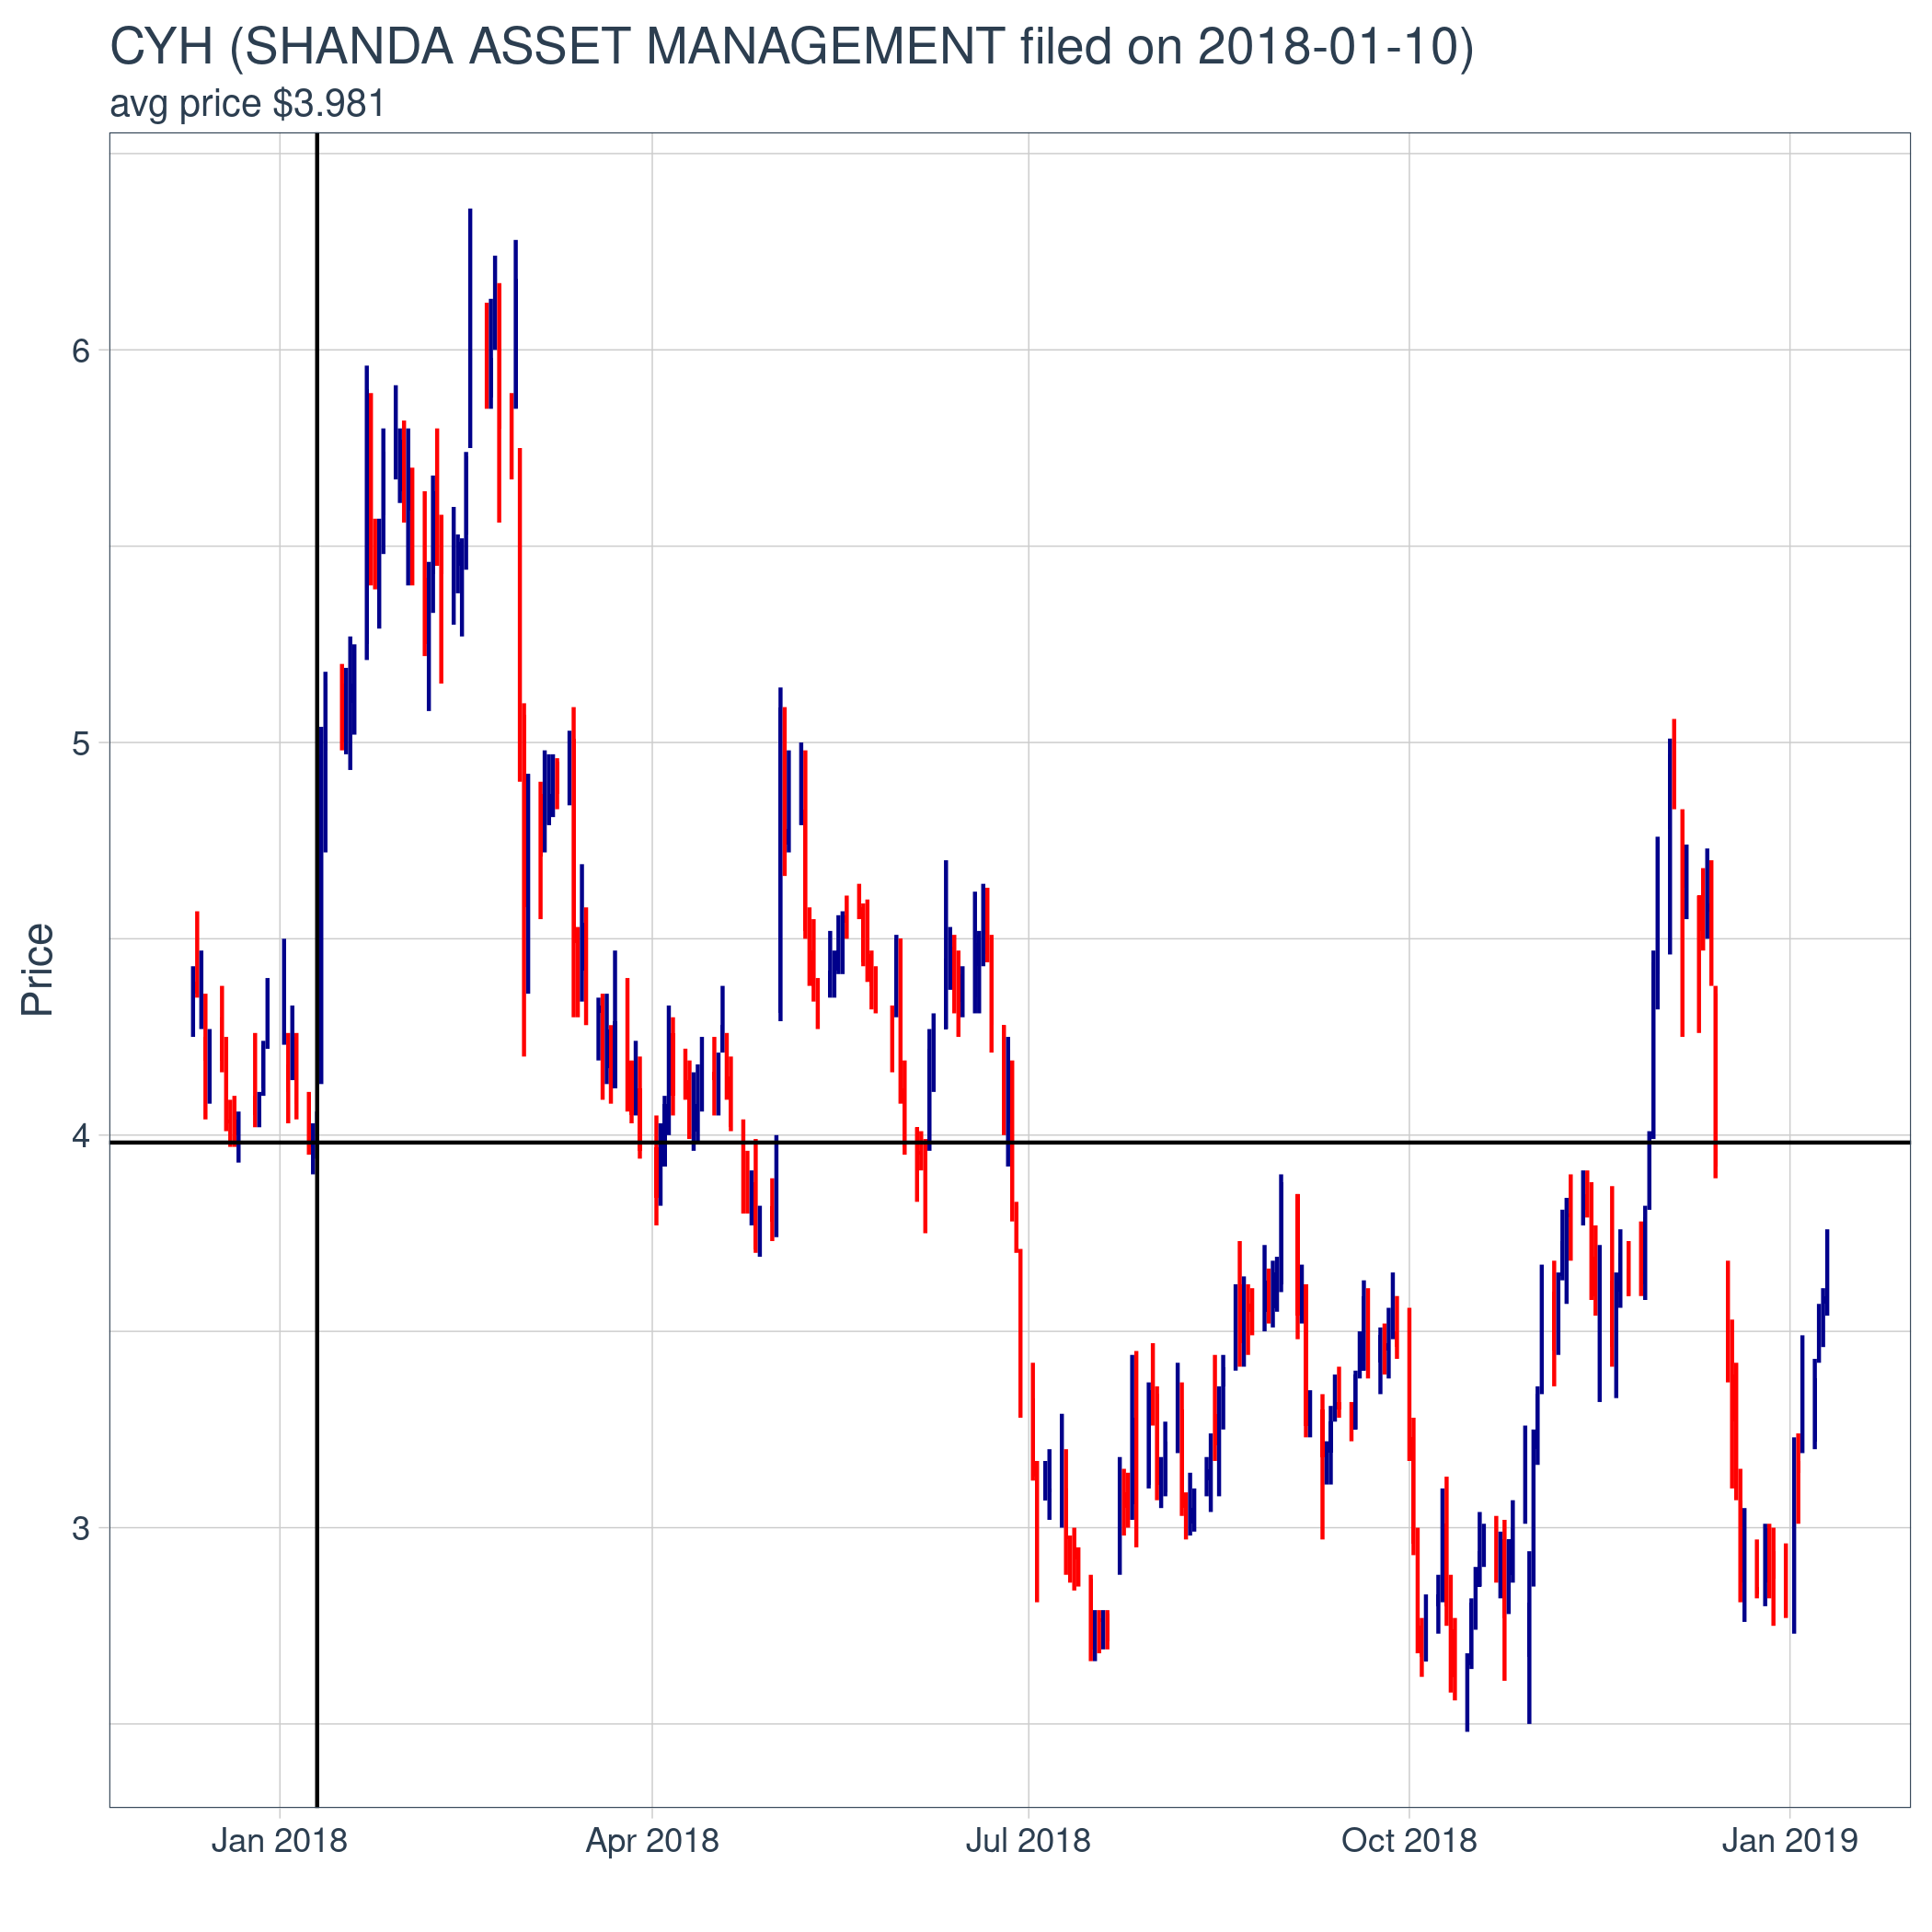 CYH (SHANDA ASSET MANAGEMENT filed on 2018-01-10)
avg price $3.981
Price
6
5
4
3
Jan 2018
Apr 2018
Jul 2018
Oct 2018
Jan 2019